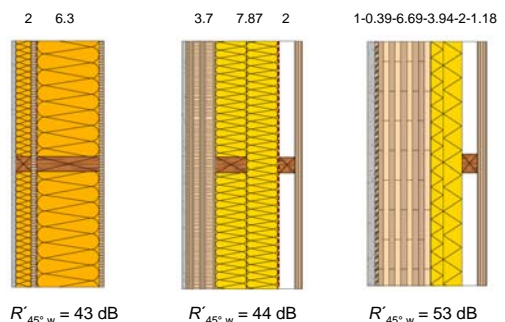 2 6.3 3.7 7.87 2 1-0.39-6.69-3.94-2-1.18
R´45° w = 43 dB R´45° w = 44 dB R´45° w = 53 dB